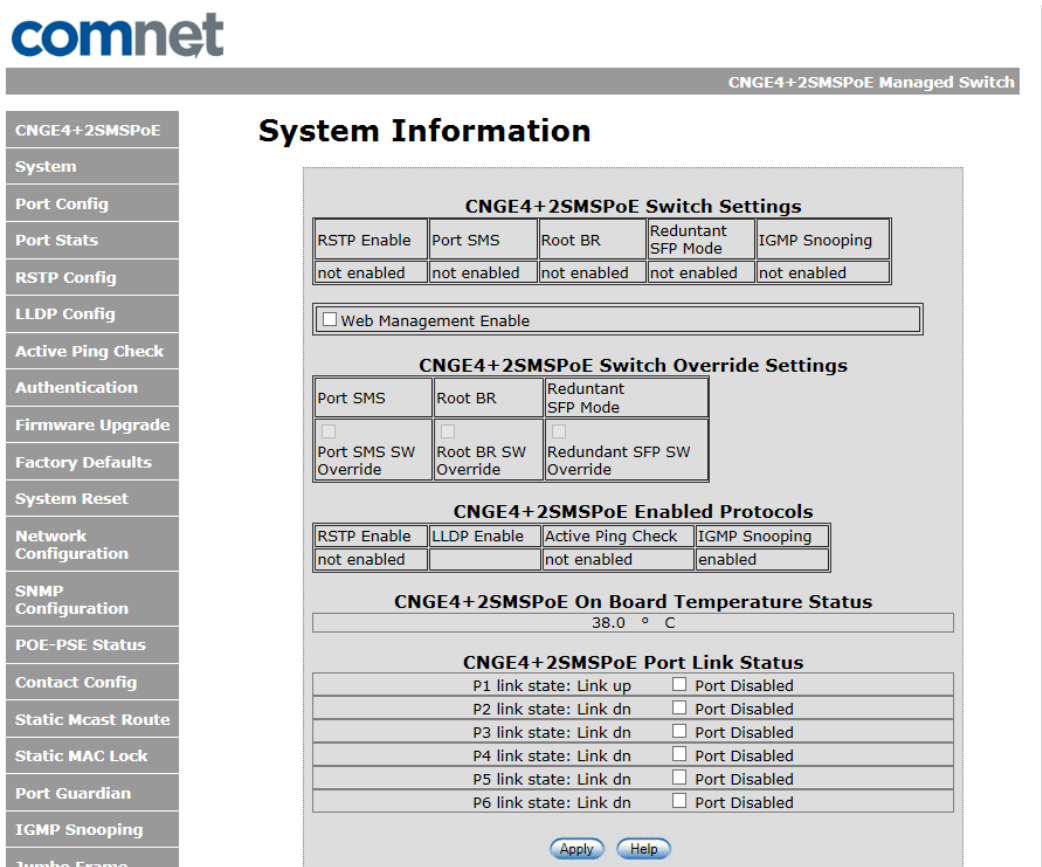 comnet
CNGE4+2SMSPoE Managed Switch
CNGE4+2SMSPoE
System
Port Config
Port Stats
RSTP Config
LLDP Config
Active Ping Check
Authentication
Firmware Upgrade
Factory Defaults
System Reset
Network
Configuration
SNMP
Configuration
POE-PSE Status
Contact Config
Static Mcast Route
Static MAC Lock
Port Guardian
IGMP Snooping
Jumbo Frame
System Information
CNGE4+2SMSPoE Switch Settings
RSTP Enable Port SMS Root BR Reduntant SFP Mode IGMP Snooping
not enabled not enabled not enabled not enabled not enabled
Web Management Enable
CNGE4+2SMSPoE Switch Override Settings
Port SMS Root BR Reduntant SFP Mode
Port SMS SW Override Root BR SW Override Redundant SFP SW Override
CNGE4+2SMSPoE Enabled Protocols
RSTP Enable LLDP Enable Active Ping Check IGMP Snooping
not enabled not enabled enabled
CNGE4+2SMSPoE On Board Temperature Status
38.0 ° C
CNGE4+2SMSPoE Port Link Status
P1 link state: Link up Port Disabled
P2 link state: Link dn Port Disabled
P3 link state: Link dn Port Disabled
P4 link state: Link dn Port Disabled
P5 link state: Link dn Port Disabled
P6 link state: Link dn Port Disabled
Apply Help